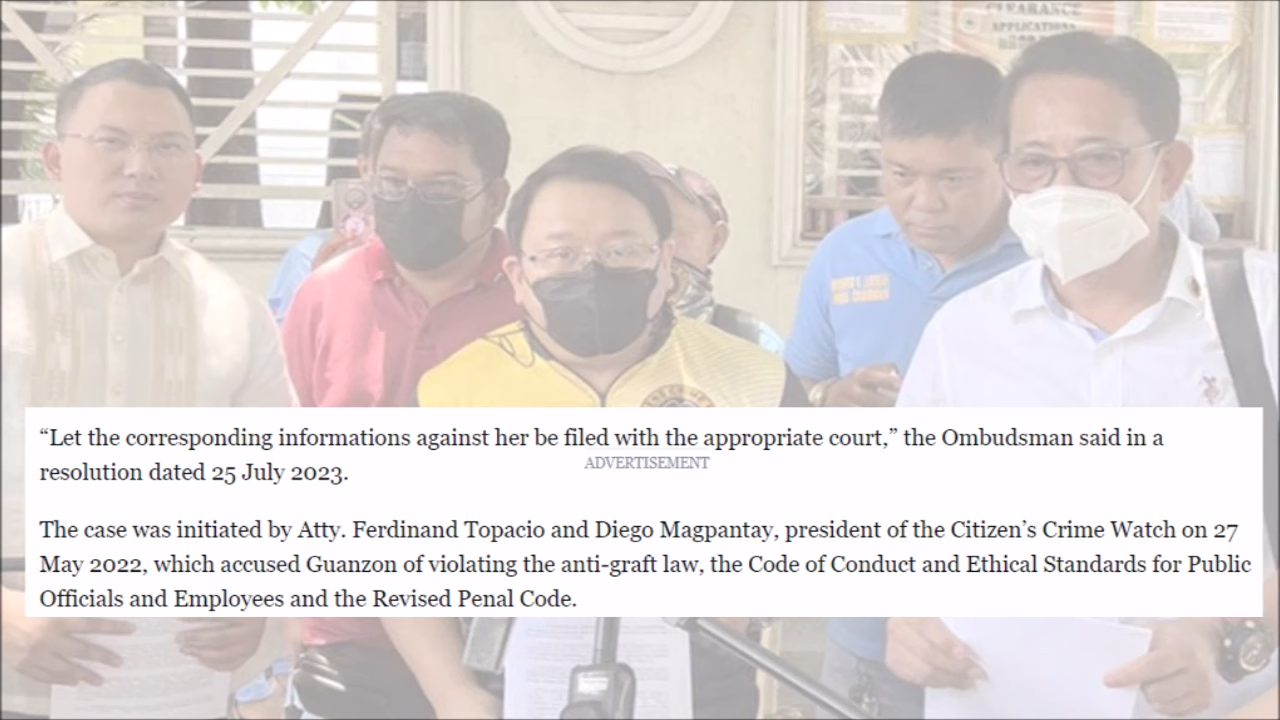 CLEARANCE
APPLICATIONS
“Let the corresponding informations against her be filed with the appropriate court,” the Ombudsman said in a
ADVERTISEMENT
resolution dated 25 July 2023.
The case was initiated by Atty. Ferdinand Topacio and Diego Magpantay, president of the Citizen’s Crime Watch on 27
May 2022, which accused Guanzon of violating the anti-graft law, the Code of Conduct and Ethical Standards for Public
Officials and Employees and the Revised Penal Code.